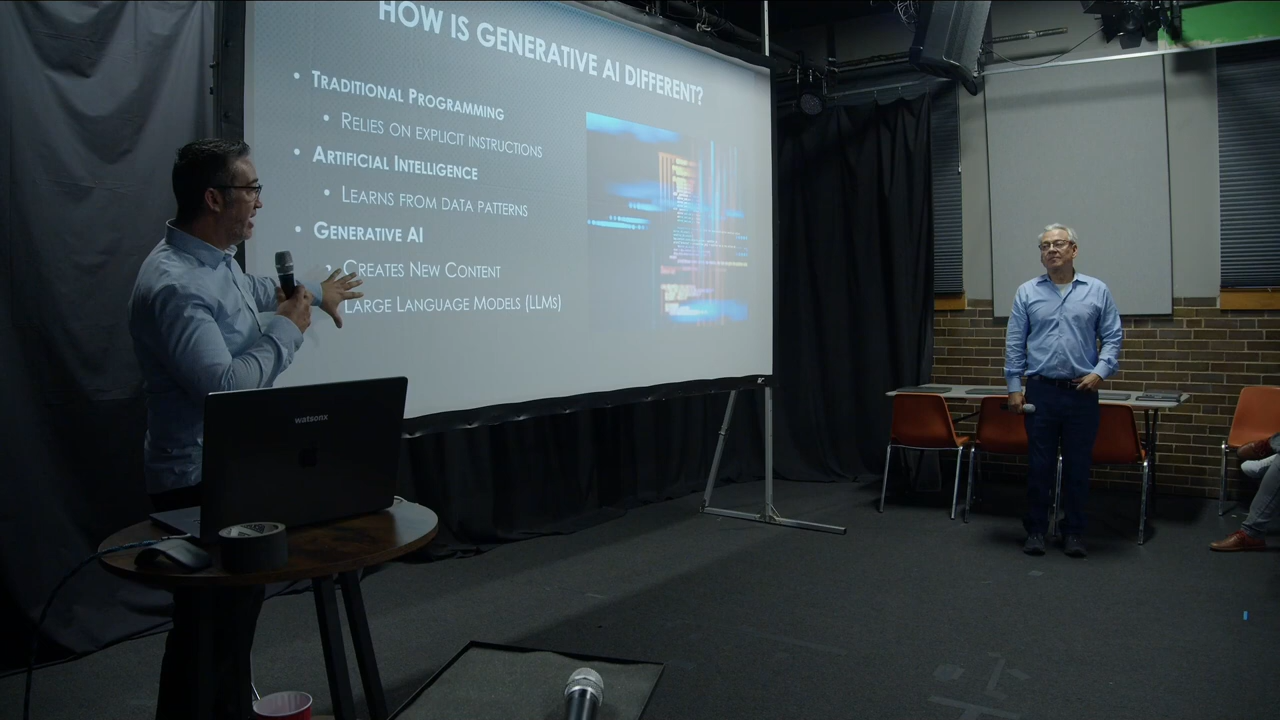 HOW IS GENERATIVE AI DIFFERENT?
• TRADITIONAL PROGRAMMING
• RELIES ON EXPLICIT INSTRUCTIONS
• ARTIFICIAL INTELLIGENCE
• LEARNS FROM DATA PATTERNS
• GENERATIVE AI
• CREATES NEW CONTENT
LARGE LANGUAGE MODELS (LLMS)
watsonx